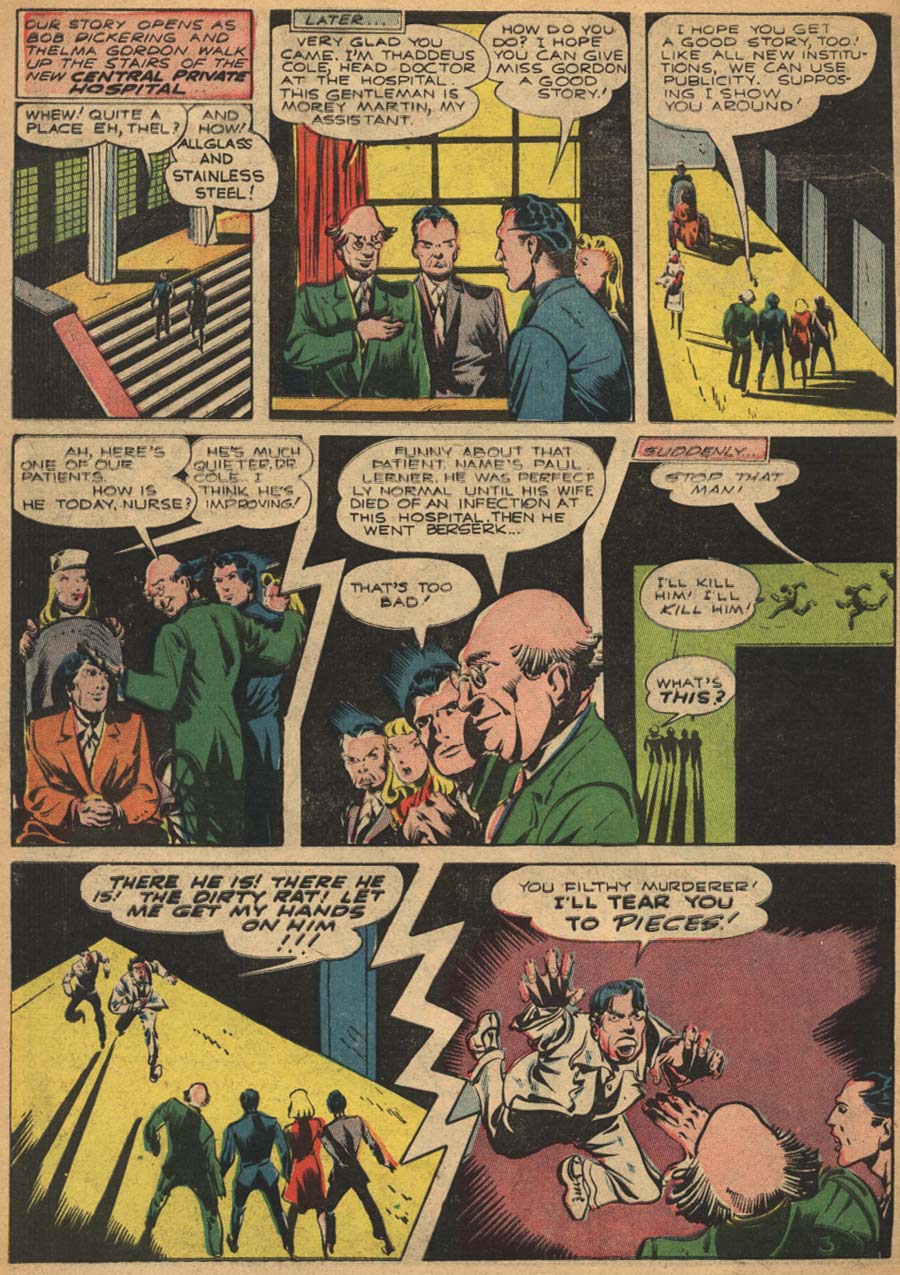 OUR STORY OPENS AS
BOB DICKERING AND
THELMA GORDON WALK
UP THE STAIRS OF THE
NEW CENTRAL PRIVATE
HOSPITAL
WHEW! QUITE A
PLACE EH, THEL?
AND
HOW!
ALL GLASS
AND
STAINLESS
STEEL!
LATER...
VERY GLAD YOU
CAME. I'M THADDEUS
COLE, HEAD DOCTOR
AT THE HOSPITAL.
THIS GENTLEMAN IS
MOREY MARTIN, MY
ASSISTANT.
HOW DO YOU
DO? I HOPE
YOU CAN GIVE
MISS GORDON
A GOOD
STORY!
I HOPE YOU GET
A GOOD STORY, TOO!
LIKE ALL NEW INSTITU-
TIONS, WE CAN USE
PUBLICITY. SUPPOS-
ING I SHOW
YOU AROUND!
AH, HERE'S
ONE OF OUR
PATIENTS.
HOW IS
HE TODAY, NURSE?
HE'S MUCH
QUIETER, DR.
COLE.. I
THINK HE'S
IMPROVING!
FUNNY ABOUT THAT
PATIENT. NAME'S PAUL
LERNER. HE WAS PERFECT
LY NORMAL UNTIL HIS WIFE
DIED OF AN INFECTION AT
THIS HOSPITAL. THEN HE
WENT BERSERK...
THAT'S TOO
BAD!
SUDDENLY...
STOP THAT
MAN!
I'LL KILL
HIM! I'LL
KILL HIM!
WHAT'S
THIS?
THERE HE IS! THERE HE
IS! THE DIRTY RAT! LET
ME GET MY HANDS
ON HIM
!!!
YOU FILTHY MURDERER!
I'LL TEAR YOU
TO PIECES!
3